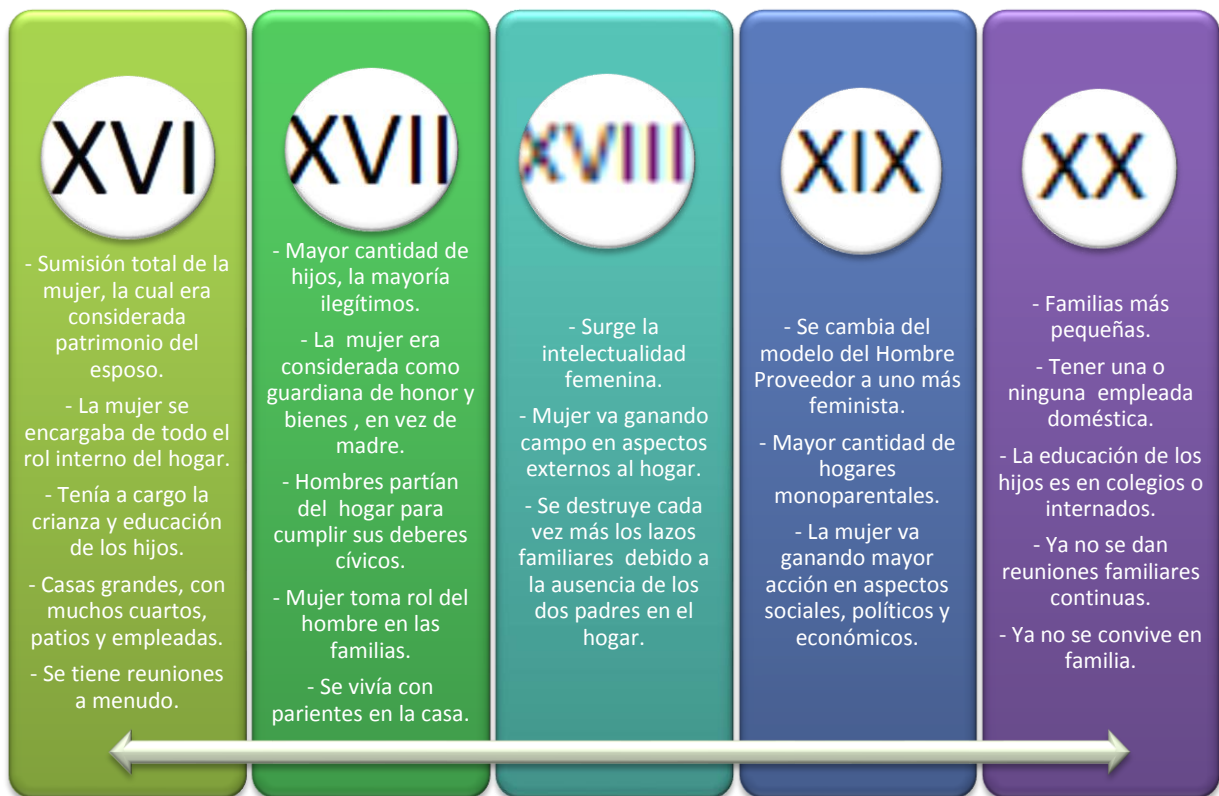 XVI
- Sumisión total de la
mujer, la cual era
considerada
patrimonio del
esposo.
- La mujer se
encargaba de todo el
rol interno del hogar.
- Tenía a cargo la
crianza y educación
de los hijos.
- Casas grandes, con
muchos cuartos,
patios y empleadas.
- Se tiene reuniones
a menudo.
XVII
- Mayor cantidad de
hijos, la mayoría
ilegítimos.
- La  mujer era
considerada como
guardiana de honor y
bienes , en vez de
madre.
- Hombres partían
del  hogar para
cumplir sus deberes
cívicos.
- Mujer toma rol del
hombre en las
familias.
- Se vivía con
parientes en la casa.
XVIII
- Surge la
intelectualidad
femenina.
- Mujer va ganando
campo en aspectos
externos al hogar.
- Se destruye cada
vez más los lazos
familiares  debido a
la ausencia de los
dos padres en el
hogar.
XIX
- Se cambia del
modelo del Hombre
Proveedor a uno más
feminista.
- Mayor cantidad de
hogares
monoparentales.
- La mujer va
ganando mayor
acción en aspectos
sociales, políticos y
económicos.
XX
- Familias más
pequeñas.
- Tener una o
ninguna  empleada
doméstica.
- La educación de los
hijos es en colegios o
internados.
- Ya no se dan
reuniones familiares
continuas.
- Ya no se convive en
familia.